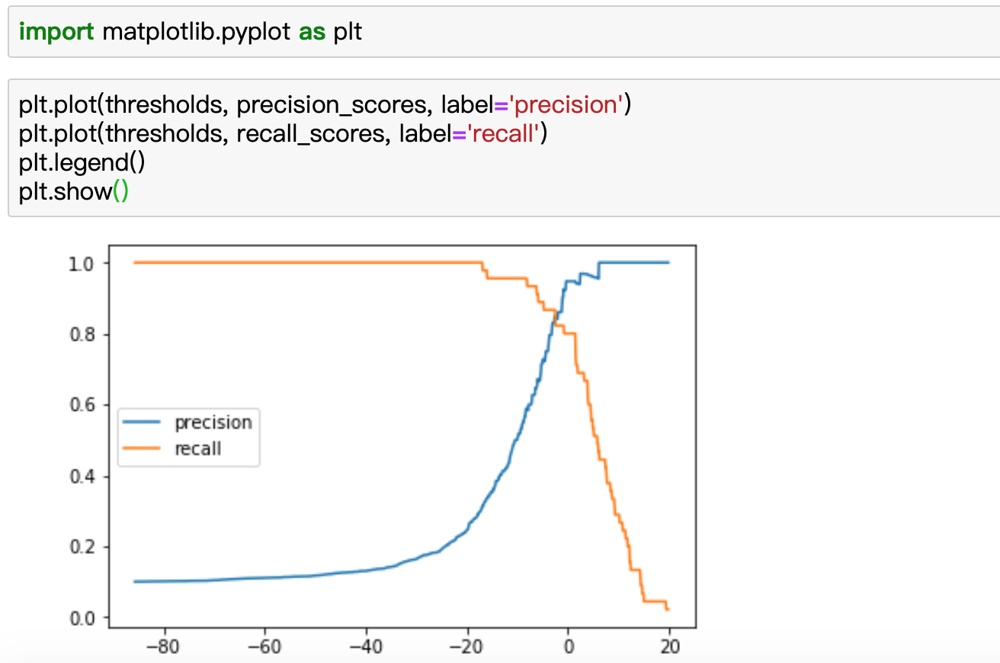 import matplotlib.pyplot as plt
plt.plot(thresholds, precision_scores, label='precision')
plt.plot(thresholds, recall_scores, label='recall')
plt.legend()
plt.show()
1.0
0.8
0.6
0.4
0.2
0.0
precision
recall
−80 −60 −40 −20 0 20